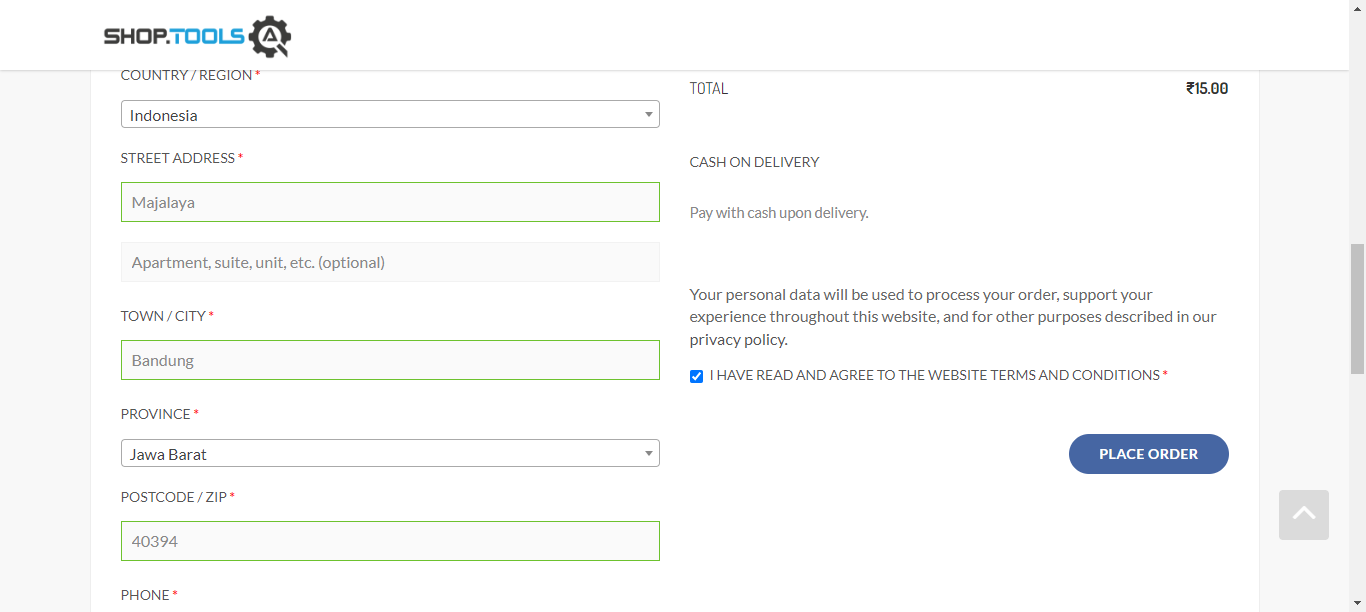 SHOP.TOOLS
COUNTRY / REGION *
Indonesia
STREET ADDRESS *
Majalaya
Apartment, suite, unit, etc. (optional)
TOWN / CITY *
Bandung
PROVINCE *
Jawa Barat
POSTCODE / ZIP *
40394
PHONE *
TOTAL ₹15.00
CASH ON DELIVERY
Pay with cash upon delivery.
Your personal data will be used to process your order, support your
experience throughout this website, and for other purposes described in our
privacy policy.
I HAVE READ AND AGREE TO THE WEBSITE TERMS AND CONDITIONS *
PLACE ORDER